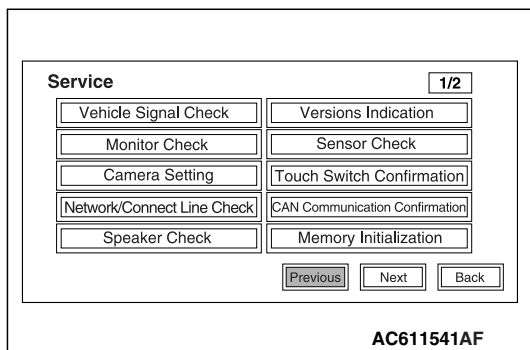 Service 1/2
Vehicle Signal Check Versions Indication
Monitor Check Sensor Check
Camera Setting Touch Switch Confirmation
Network/Connect Line Check CAN Communication Confirmation
Speaker Check Memory Initialization
Previous Next Back
AC611541AF